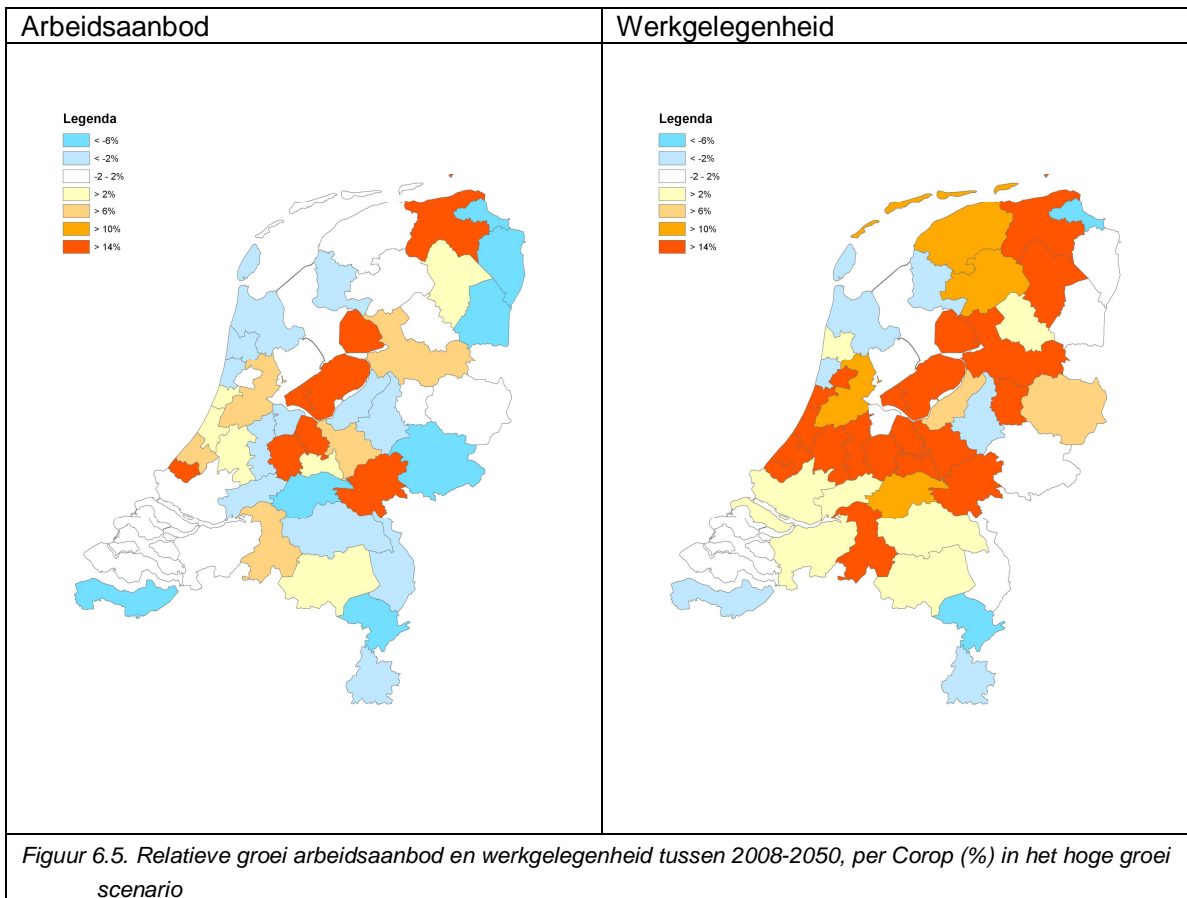 Arbeidsaanbod
Werkgelegenheid
Legenda
< -6%
< -2%
-2 - 2%
> 2%
> 6%
> 10%
> 14%
Legenda
< -6%
< -2%
-2 - 2%
> 2%
> 6%
> 10%
> 14%
Figuur 6.5. Relatieve groei arbeidsaanbod en werkgelegenheid tussen 2008-2050, per Corop (%) in het hoge groei
scenario